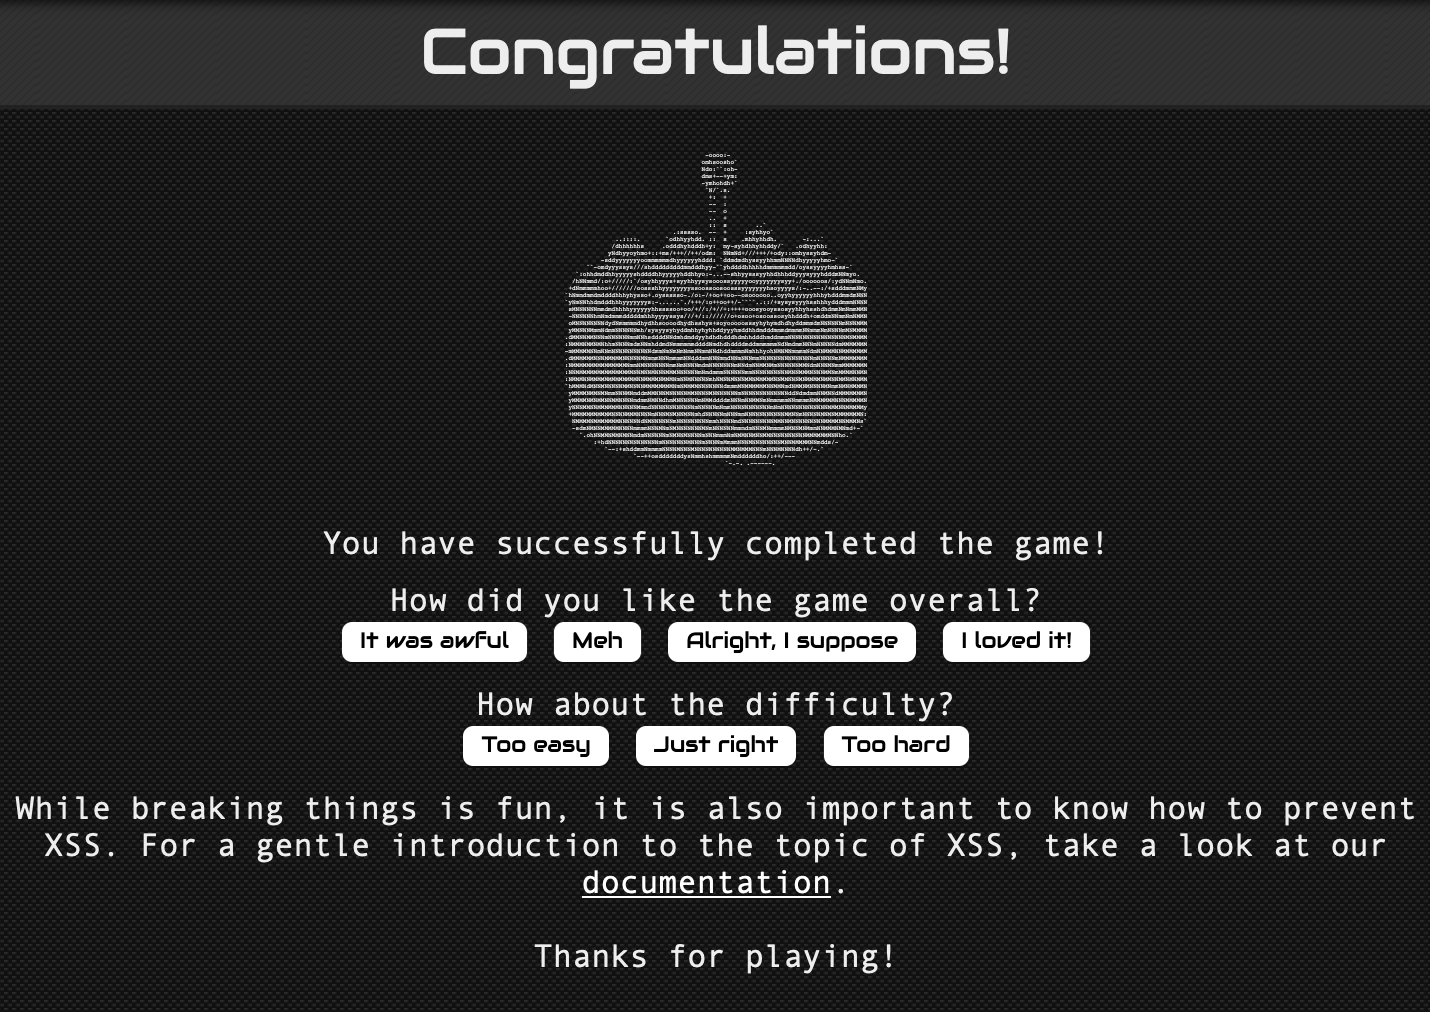 Congratulations!
You have successfully completed the game!
How did you like the game overall?
It was awful Meh Alright, I suppose I loved it!
How about the difficulty?
Too easy Just right Too hard
While breaking things is fun, it is also important to know how to prevent
XSS. For a gentle introduction to the topic of XSS, take a look at our
documentation.
Thanks for playing!